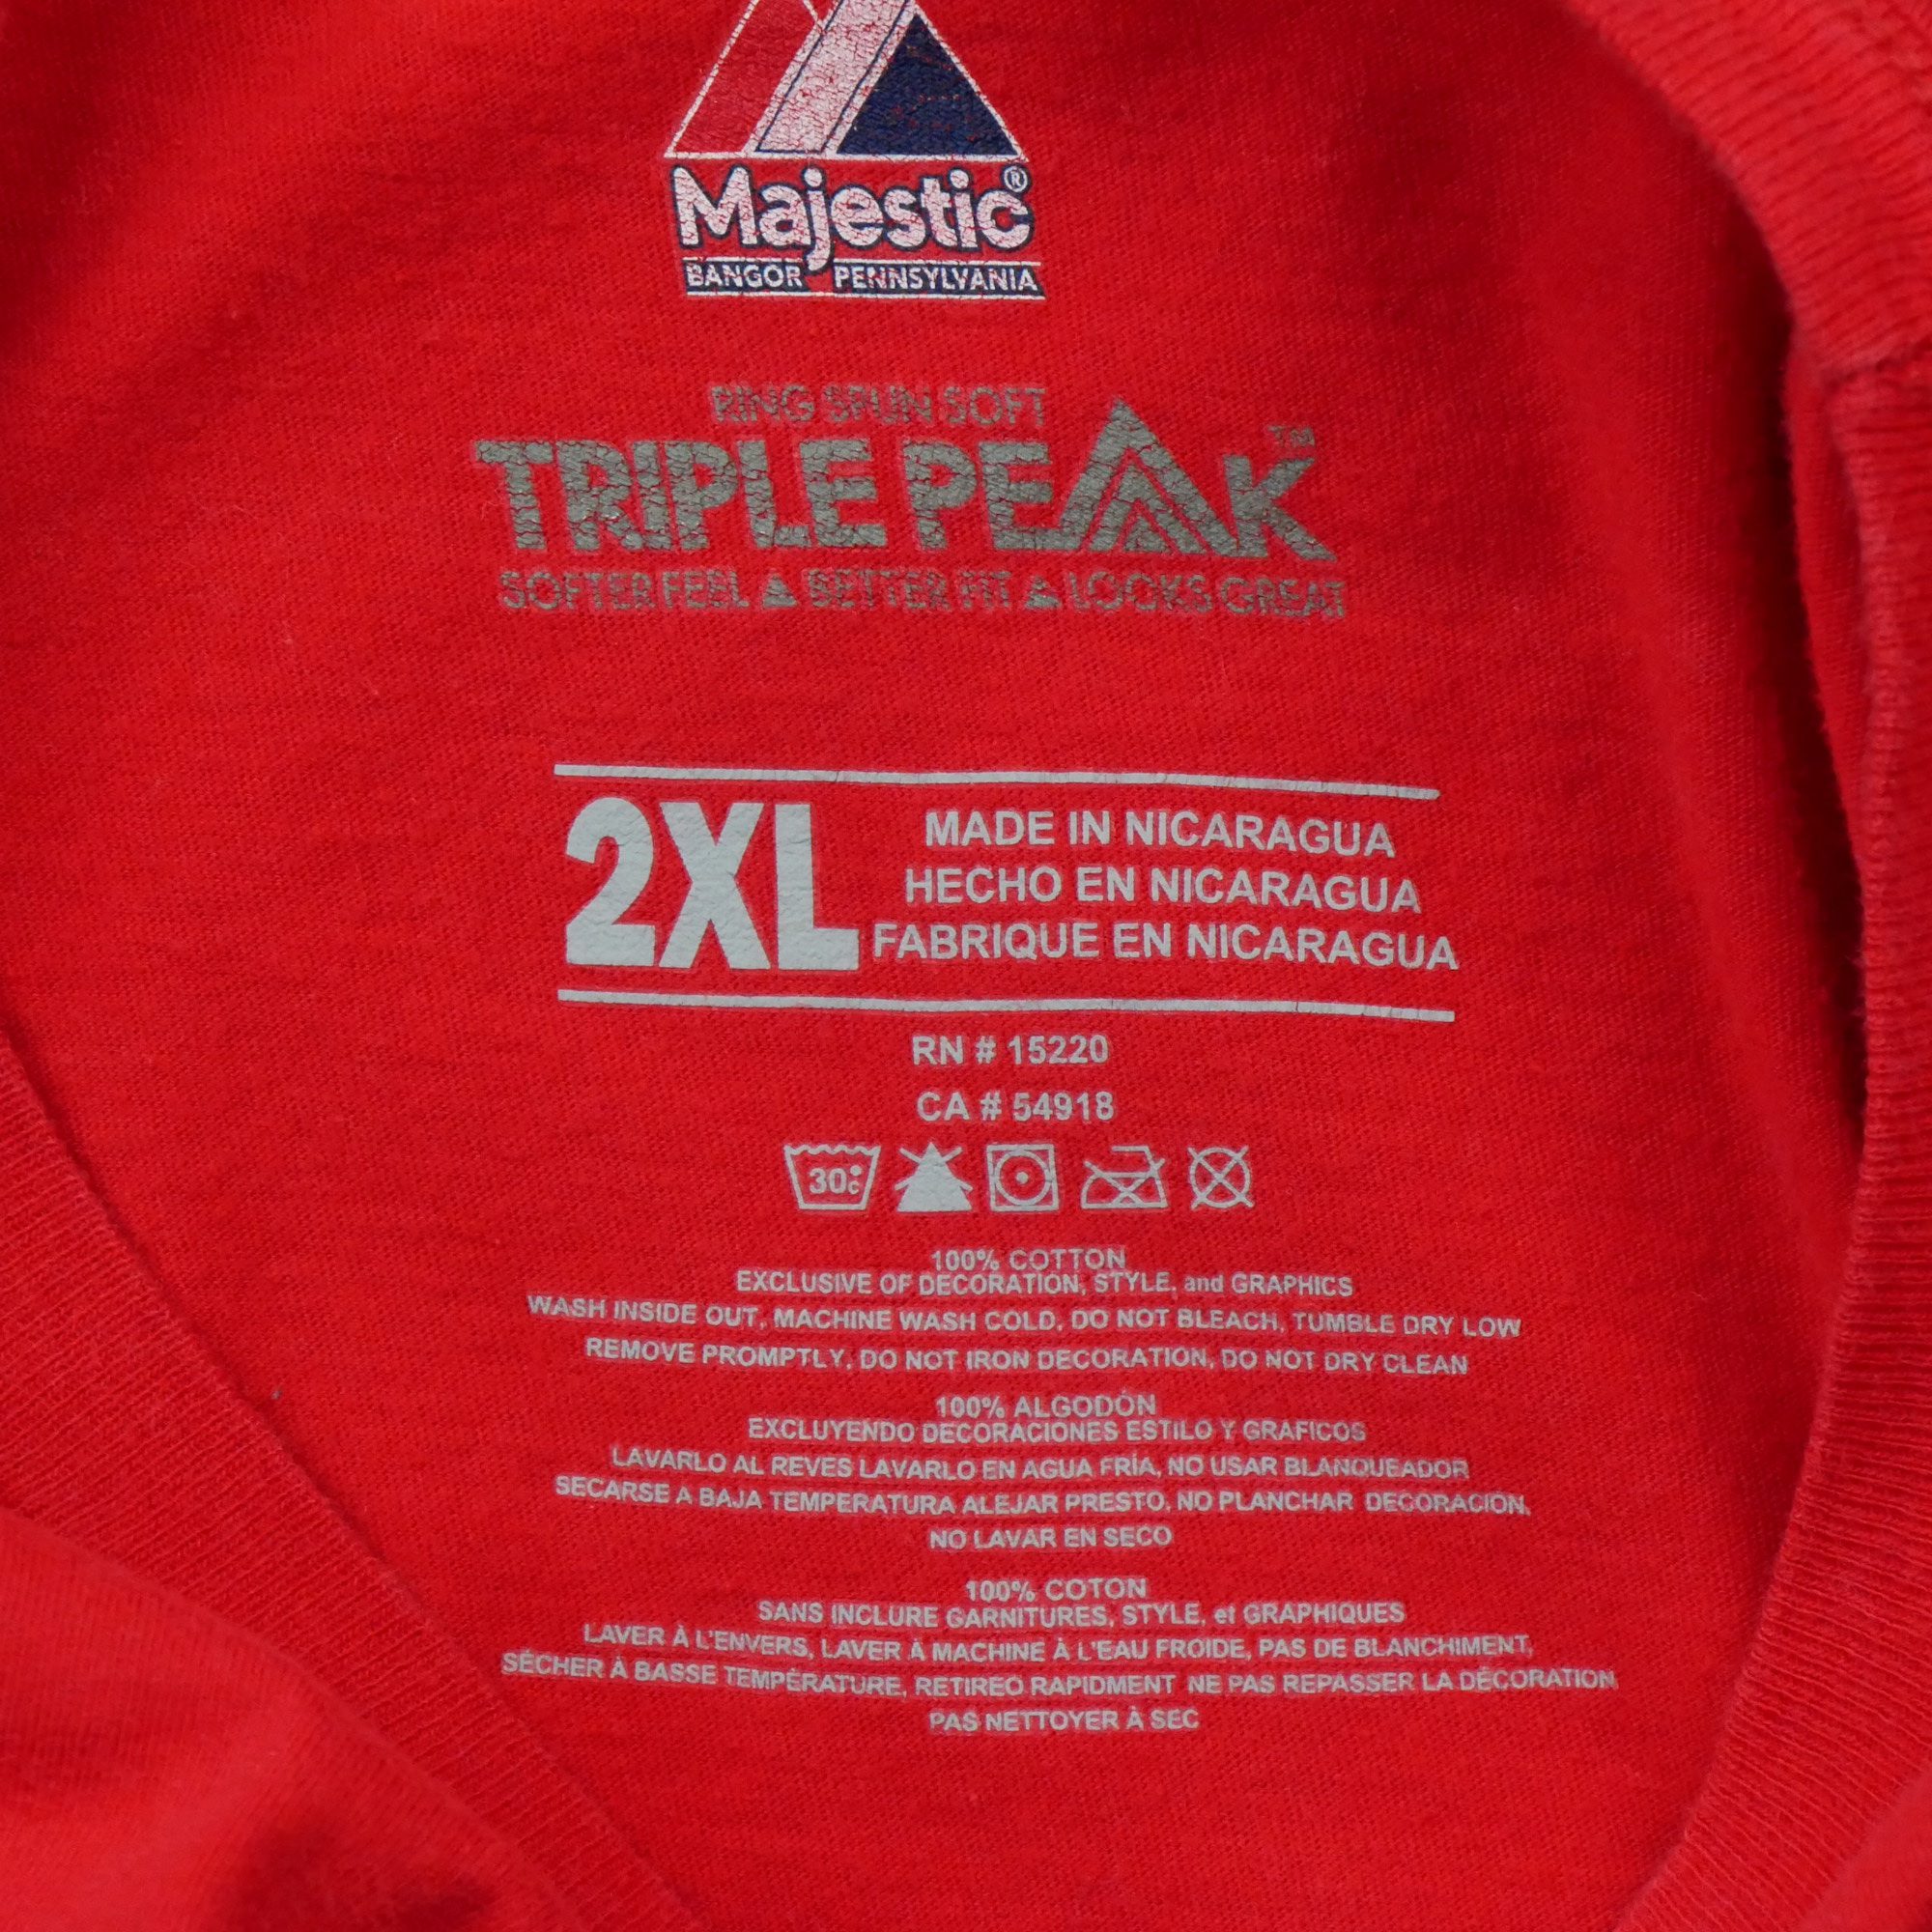 Majestic®
BANGOR PENNSYLVANIA
RING SPUN SOFT
TRIPLE PEAK™
SOFTER FEEL BETTER FIT LOOKS GREAT
2XL
MADE IN NICARAGUA
HECHO EN NICARAGUA
FABRIQUE EN NICARAGUA
RN # 15220
CA # 54918
30°C
100% COTTON
EXCLUSIVE OF DECORATION, STYLE, and GRAPHICS
WASH INSIDE OUT, MACHINE WASH COLD, DO NOT BLEACH, TUMBLE DRY LOW
REMOVE PROMPTLY, DO NOT IRON DECORATION, DO NOT DRY CLEAN
100% ALGODÓN
EXCLUYENDO DECORACIONES ESTILO Y GRAFICOS
LAVARLO AL REVES LAVARLO EN AGUA FRÍA, NO USAR BLANQUEADOR
SECARSE A BAJA TEMPERATURA ALEJAR PRESTO, NO PLANCHAR DECORACIÓN,
NO LAVAR EN SECO
100% COTON
SANS INCLURE GARNITURES, STYLE, et GRAPHIQUES
LAVER À L'ENVERS, LAVER À MACHINE À L'EAU FROIDE, PAS DE BLANCHIMENT,
SÉCHER À BASSE TEMPÉRATURE, RETIREO RAPIDMENT NE PAS REPASSER LA DÉCORATION
PAS NETTOYER À SEC